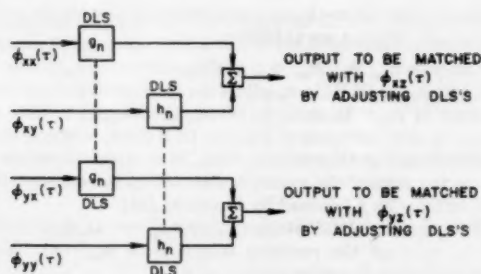 DLS
ϕxx(τ)
gn
OUTPUT TO BE MATCHED
WITH ϕxz(τ)
BY ADJUSTING DLS'S
Σ
DLS
ϕxy(τ)
hn
ϕyx(τ)
gn
DLS
Σ
OUTPUT TO BE MATCHED
WITH ϕyz(τ)
BY ADJUSTING DLS'S
ϕyy(τ)
hn
DLS